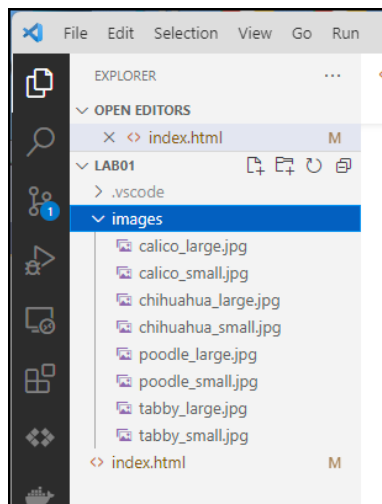 File Edit Selection View Go Run
EXPLORER ...
OPEN EDITORS
index.html M
LAB01
.vscode
images
calico_large.jpg
calico_small.jpg
chihuahua_large.jpg
chihuahua_small.jpg
poodle_large.jpg
poodle_small.jpg
tabby_large.jpg
tabby_small.jpg
index.html M
1